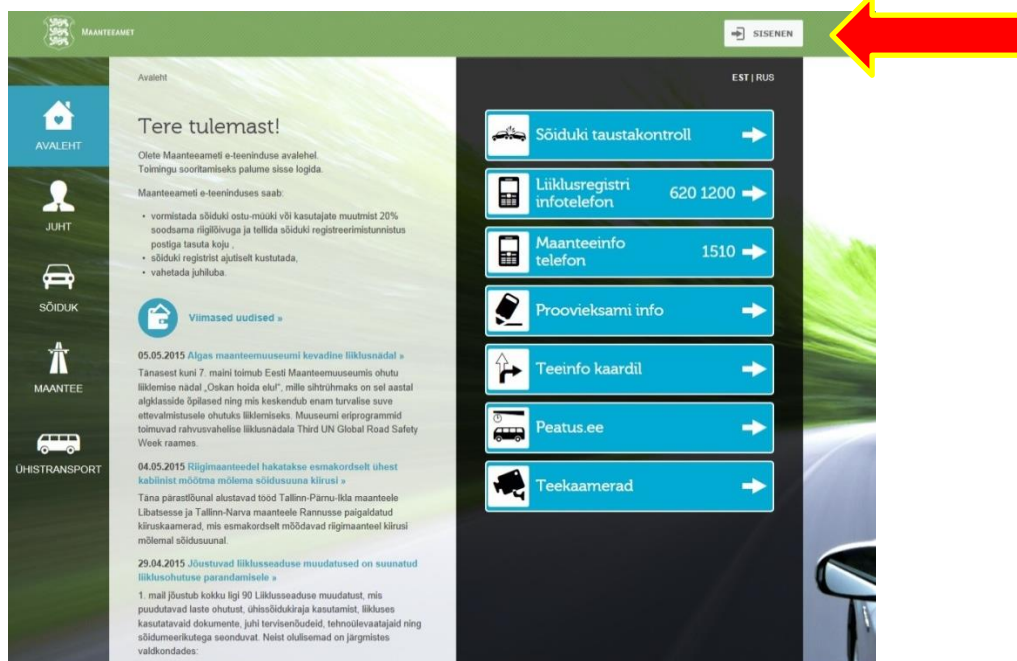 MAANTEEAMET
SISENEN
Avaleht
EST | RUS
AVALEHT
JUHT
SÕIDUK
MAANTEE
ÜHISTRANSPORT
Tere tulemast!
Olete Maanteeameti e-teeninduse avalehel.
Toimingu sooritamiseks palume sisse logida.
Maanteeameti e-teeninduses saab:
• vormistada sõiduki ostu-müüki või kasutajate muutmist 20%
soodsama riigilõivuga ja tellida sõiduki registreerimistunnistus
postiga tasuta koju ,
• sõiduki registrist ajutiselt kustutada,
• vahetada juhiluba.
Viimased uudised »
05.05.2015 Algas maanteemuuseumi kevadine liiklusnädal »
Tänasest kuni 7. maini toimub Eesti Maanteemuuseumis ohutu
liiklemise nädal „Oskan hoida elu!", mille sihtrühmaks on sel aastal
algklasside õpilased ning mis keskendub enam turvalise suve
ettevalmistusele ohutuks liiklemiseks. Muuseumi eriprogrammid
toimuvad rahvusvahelise liiklusnädala Third UN Global Road Safety
Week raames.
04.05.2015 Riigimaanteedel hakatakse esmakordselt ühest
kabiinist mõõtma mõlema sõidusuuna kiirusi »
Täna pärastlõunal alustavad tööd Tallinn-Pärnu-Ikla maanteele
Libatsesse ja Tallinn-Narva maanteele Rannusse paigaldatud
kiiruskaamerad, mis esmakordselt mõõdavad riigimaanteel kiirusi
mõlemal sõidusuunal.
29.04.2015 Jõustuvad liiklusseaduse muudatused on suunatud
liiklusohutuse parandamisele »
1. mail jõustub kokku ligi 90 Liiklusseaduse muudatust, mis
puudutavad laste ohutust, ühissõidukiraja kasutamist, liikluses
kasutatavaid dokumente, juhi tervisenõudeid, tehnoülevaatajaid ning
sõidumeerikutega seonduvat. Neist olulisemad on järgmistes
valdkondades:
Sõiduki taustakontroll
Liiklusregistri
infotelefon 620 1200
Maanteeinfo
telefon 1510
Proovieksami info
Teeinfo kaardil
Peatus.ee
Teekaamerad